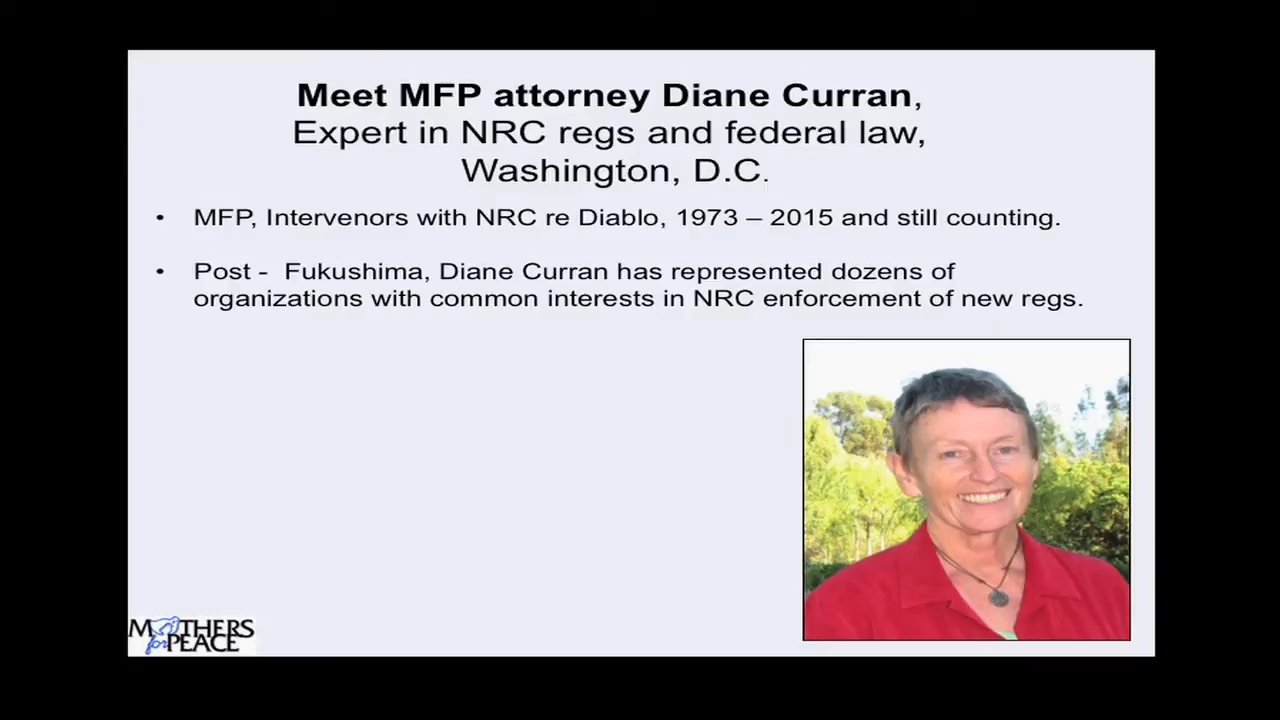 Meet MFP attorney Diane Curran,
Expert in NRC regs and federal law,
Washington, D.C.
• MFP, Intervenors with NRC re Diablo, 1973 – 2015 and still counting.
• Post - Fukushima, Diane Curran has represented dozens of
organizations with common interests in NRC enforcement of new regs.
MOTHERS
for PEACE